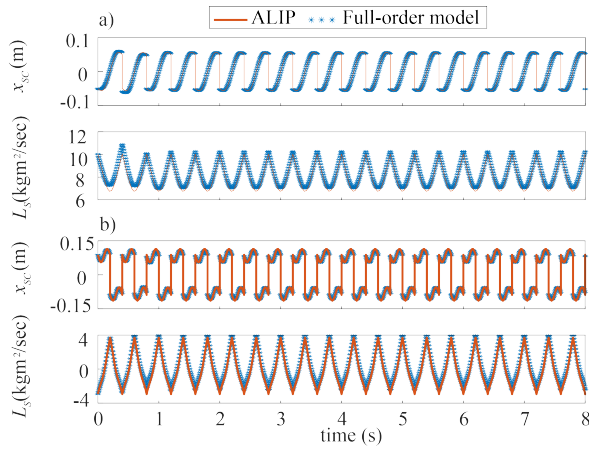 ALIP Full-order model
a)
0.1
0
-0.1
x_SC(m)
12
10
8
6
L_S(kgm²/sec)
b)
0.15
0
-0.15
x_SC(m)
4
0
-4
L_S(kgm²/sec)
0 1 2 3 4 5 6 7 8
time (s)